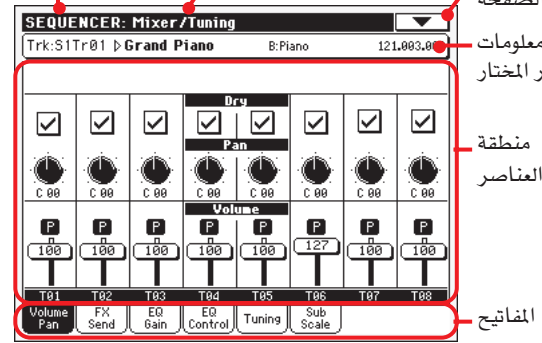 الصفحة
SEQUENCER: Mixer/Tuning
Trk:S1Tr01 Grand Piano B:Piano 121.003.0
معلومات
ر المختار
Dry
منطقة
العناصر
Pan
C 00 C 00 C 00 C 00 C 00 C 00 C 00 C 00
Volume
P P P P P P P P
100 100 100 100 100 127 100 100
T01 T02 T03 T04 T05 T06 T07 T08
Volume Pan FX Send EQ Gain EQ Control Tuning Sub Scale
المفاتيح